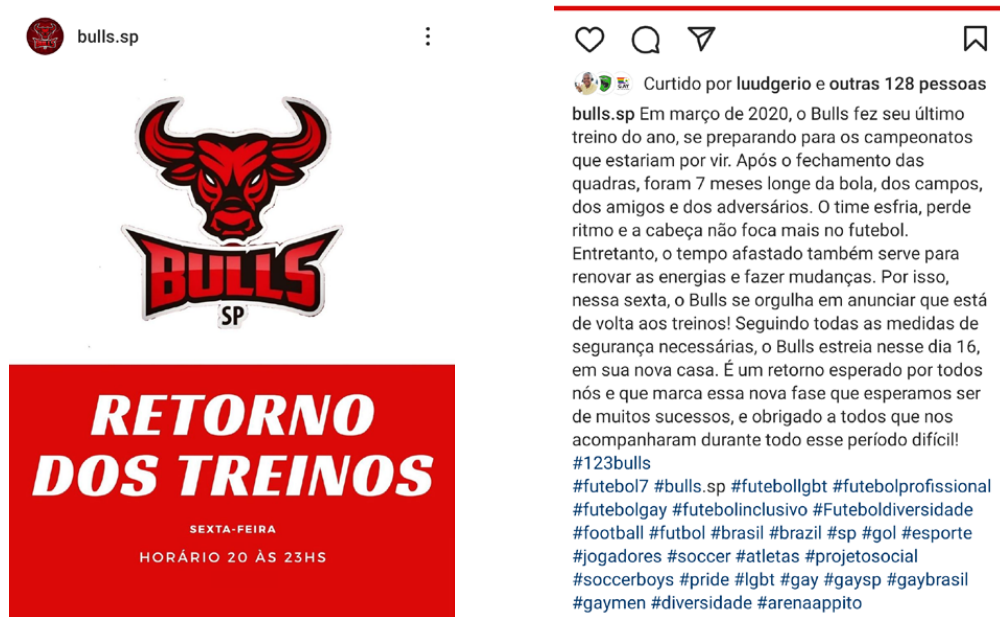 bulls.sp
BULLS
SP
RETORNO
DOS TREINOS
SEXTA-FEIRA
HORÁRIO 20 ÀS 23HS
Curtido por luudgerio e outras 128 pessoas
bulls.sp Em março de 2020, o Bulls fez seu último
treino do ano, se preparando para os campeonatos
que estariam por vir. Após o fechamento das
quadras, foram 7 meses longe da bola, dos campos,
dos amigos e dos adversários. O time esfria, perde
ritmo e a cabeça não foca mais no futebol.
Entretanto, o tempo afastado também serve para
renovar as energias e fazer mudanças. Por isso,
nessa sexta, o Bulls se orgulha em anunciar que está
de volta aos treinos! Seguindo todas as medidas de
segurança necessárias, o Bulls estreia nesse dia 16,
em sua nova casa. É um retorno esperado por todos
nós e que marca essa nova fase que esperamos ser
de muitos sucessos, e obrigado a todos que nos
acompanharam durante todo esse período difícil!
#123bulls
#futebol7 #bulls.sp #futebollgbt #futebolprofissional
#futebolgay #futebolinclusivo #Futeboldiversidade
#football #futbol #brasil #brazil #sp #gol #esporte
#jogadores #soccer #atletas #projetosocial
#soccerboys #pride #lgbt #gay #gaysp #gaybrasil
#gaymen #diversidade #arenaappito